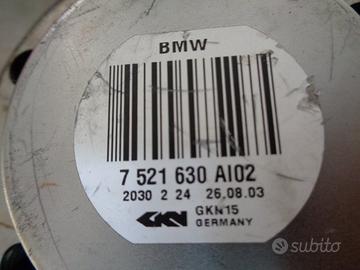 BMW
7 521 630 AI02
2030 2 24 26,08.03
GKN GKN15
GERMANY
subito